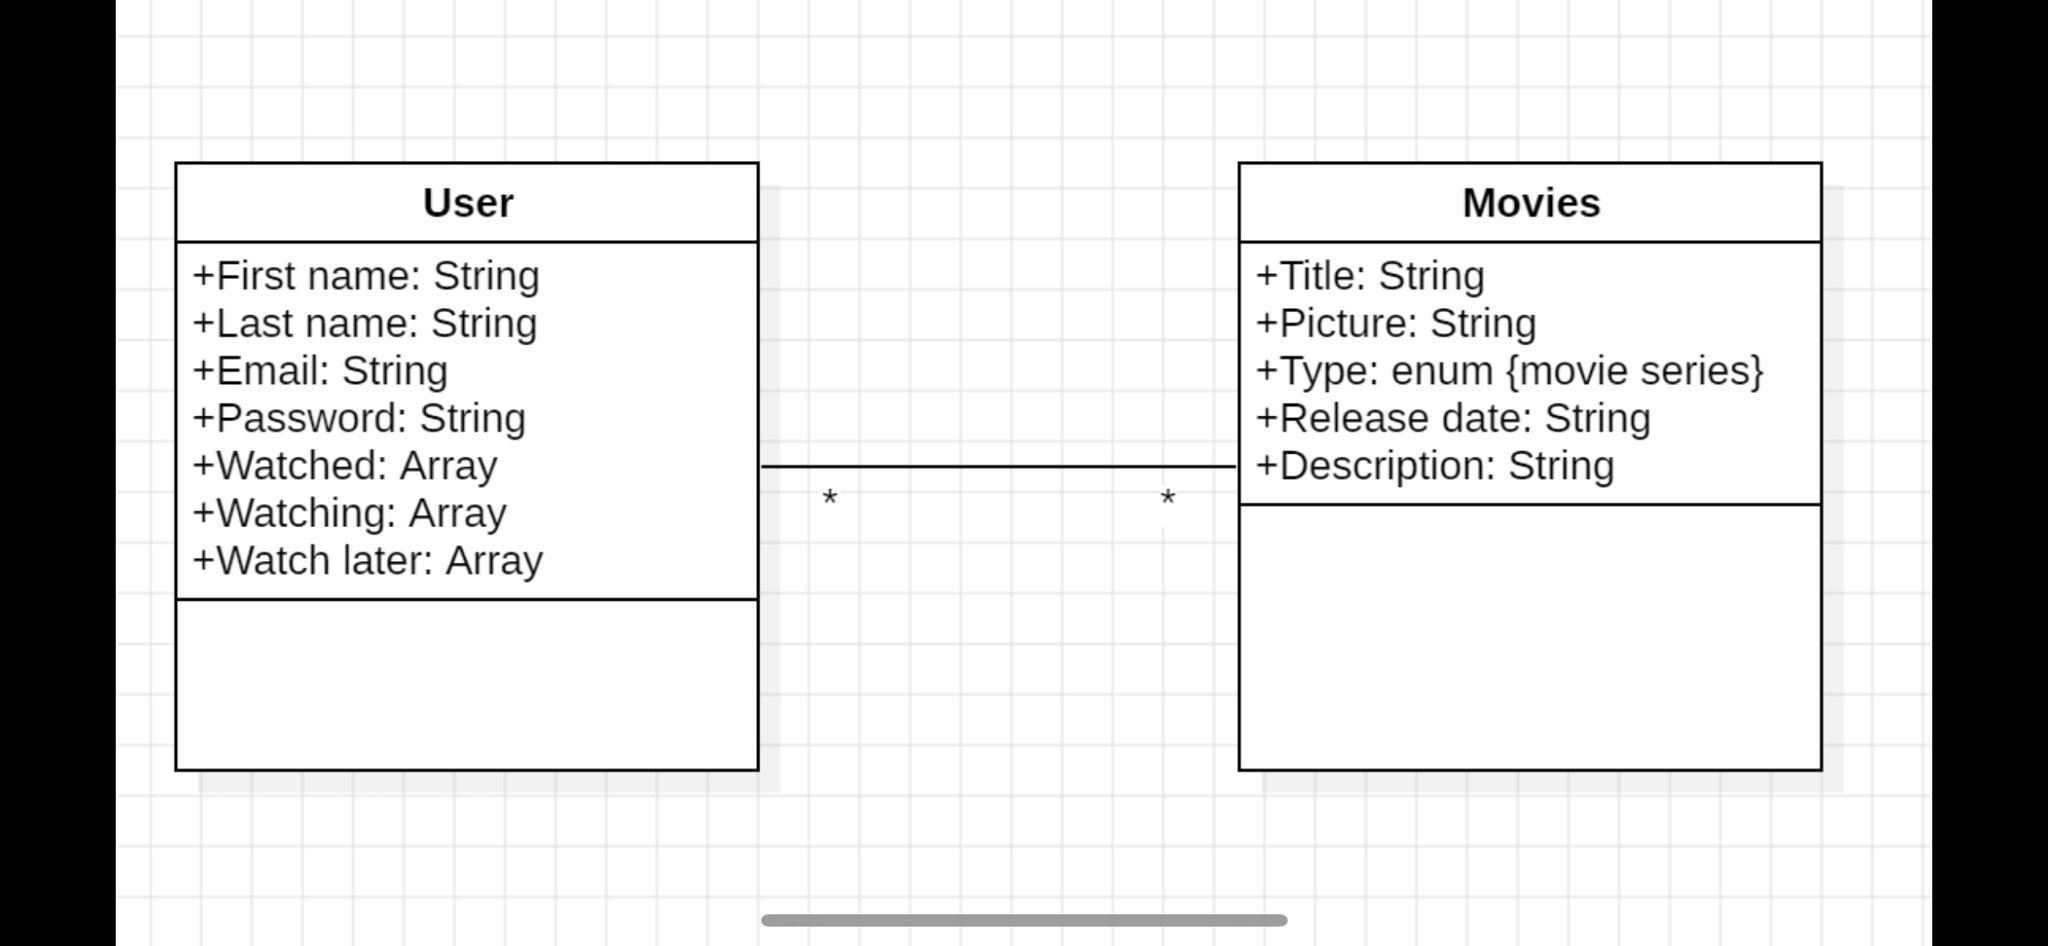 User
+First name: String
+Last name: String
+Email: String
+Password: String
+Watched: Array
+Watching: Array
+Watch later: Array
*
*
Movies
+Title: String
+Picture: String
+Type: enum {movie series}
+Release date: String
+Description: String